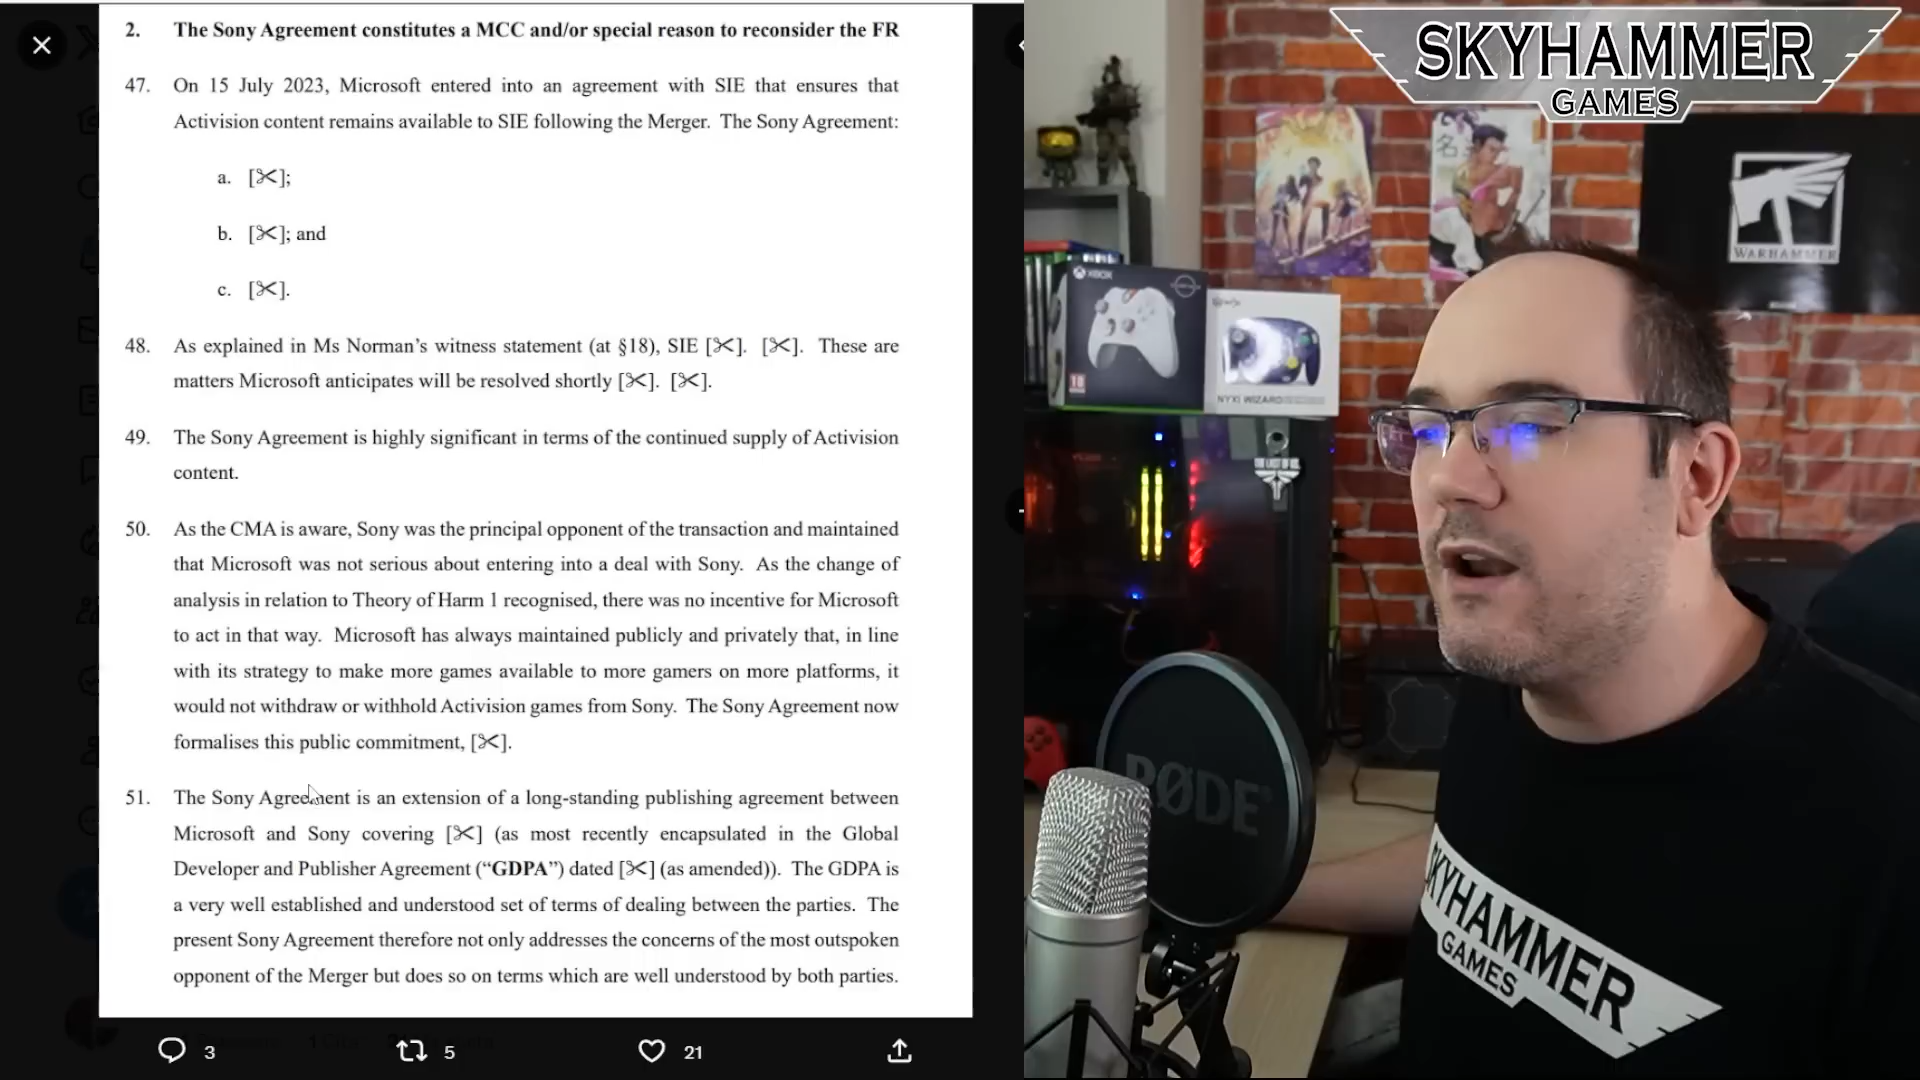 2. The Sony Agreement constitutes a MCC and/or special reason to reconsider the FR
47. On 15 July 2023, Microsoft entered into an agreement with SIE that ensures that
Activision content remains available to SIE following the Merger. The Sony Agreement:
a. [✂];
b. [✂]; and
c. [✂].
48. As explained in Ms Norman's witness statement (at §18), SIE [✂]. [✂]. These are
matters Microsoft anticipates will be resolved shortly [✂]. [✂].
49. The Sony Agreement is highly significant in terms of the continued supply of Activision
content.
50. As the CMA is aware, Sony was the principal opponent of the transaction and maintained
that Microsoft was not serious about entering into a deal with Sony. As the change of
analysis in relation to Theory of Harm 1 recognised, there was no incentive for Microsoft
to act in that way. Microsoft has always maintained publicly and privately that, in line
with its strategy to make more games available to more gamers on more platforms, it
would not withdraw or withhold Activision games from Sony. The Sony Agreement now
formalises this public commitment, [✂].
51. The Sony Agreement is an extension of a long-standing publishing agreement between
Microsoft and Sony covering [✂] (as most recently encapsulated in the Global
Developer and Publisher Agreement ("GDPA") dated [✂] (as amended)). The GDPA is
a very well established and understood set of terms of dealing between the parties. The
present Sony Agreement therefore not only addresses the concerns of the most outspoken
opponent of the Merger but does so on terms which are well understood by both parties.
3 5 21
SKYHAMMER
GAMES
WARHAMMER
XBOX
18
NYXI WIZARD
THE LAST OF US
RØDE
SKYHAMMER
GAMES